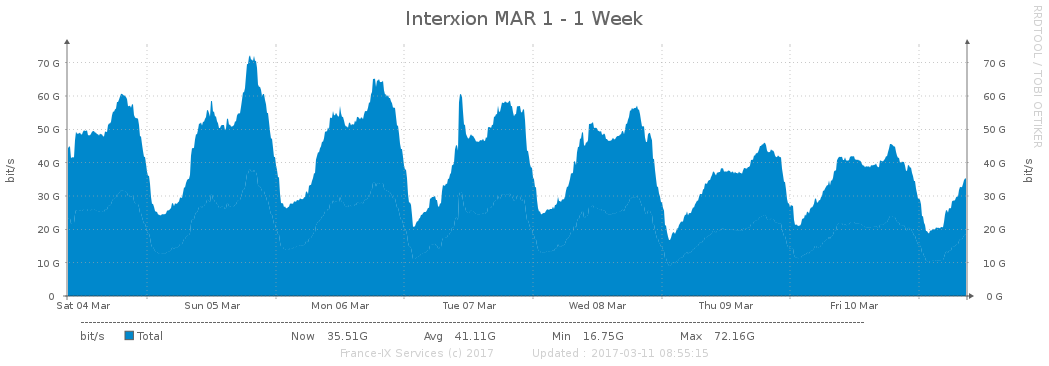 Interxion MAR 1 - 1 Week
RRDTOOL / TOBI OETIKER
bit/s
70 G
60 G
50 G
40 G
30 G
20 G
10 G
0
70 G
60 G
50 G
40 G
30 G
20 G
10 G
0 G
bit/s
Sat 04 Mar Sun 05 Mar Mon 06 Mar Tue 07 Mar Wed 08 Mar Thu 09 Mar Fri 10 Mar
bit/s Total Now 35.51G Avg 41.11G Min 16.75G Max 72.16G
France-IX Services (c) 2017 Updated : 2017-03-11 08:55:15